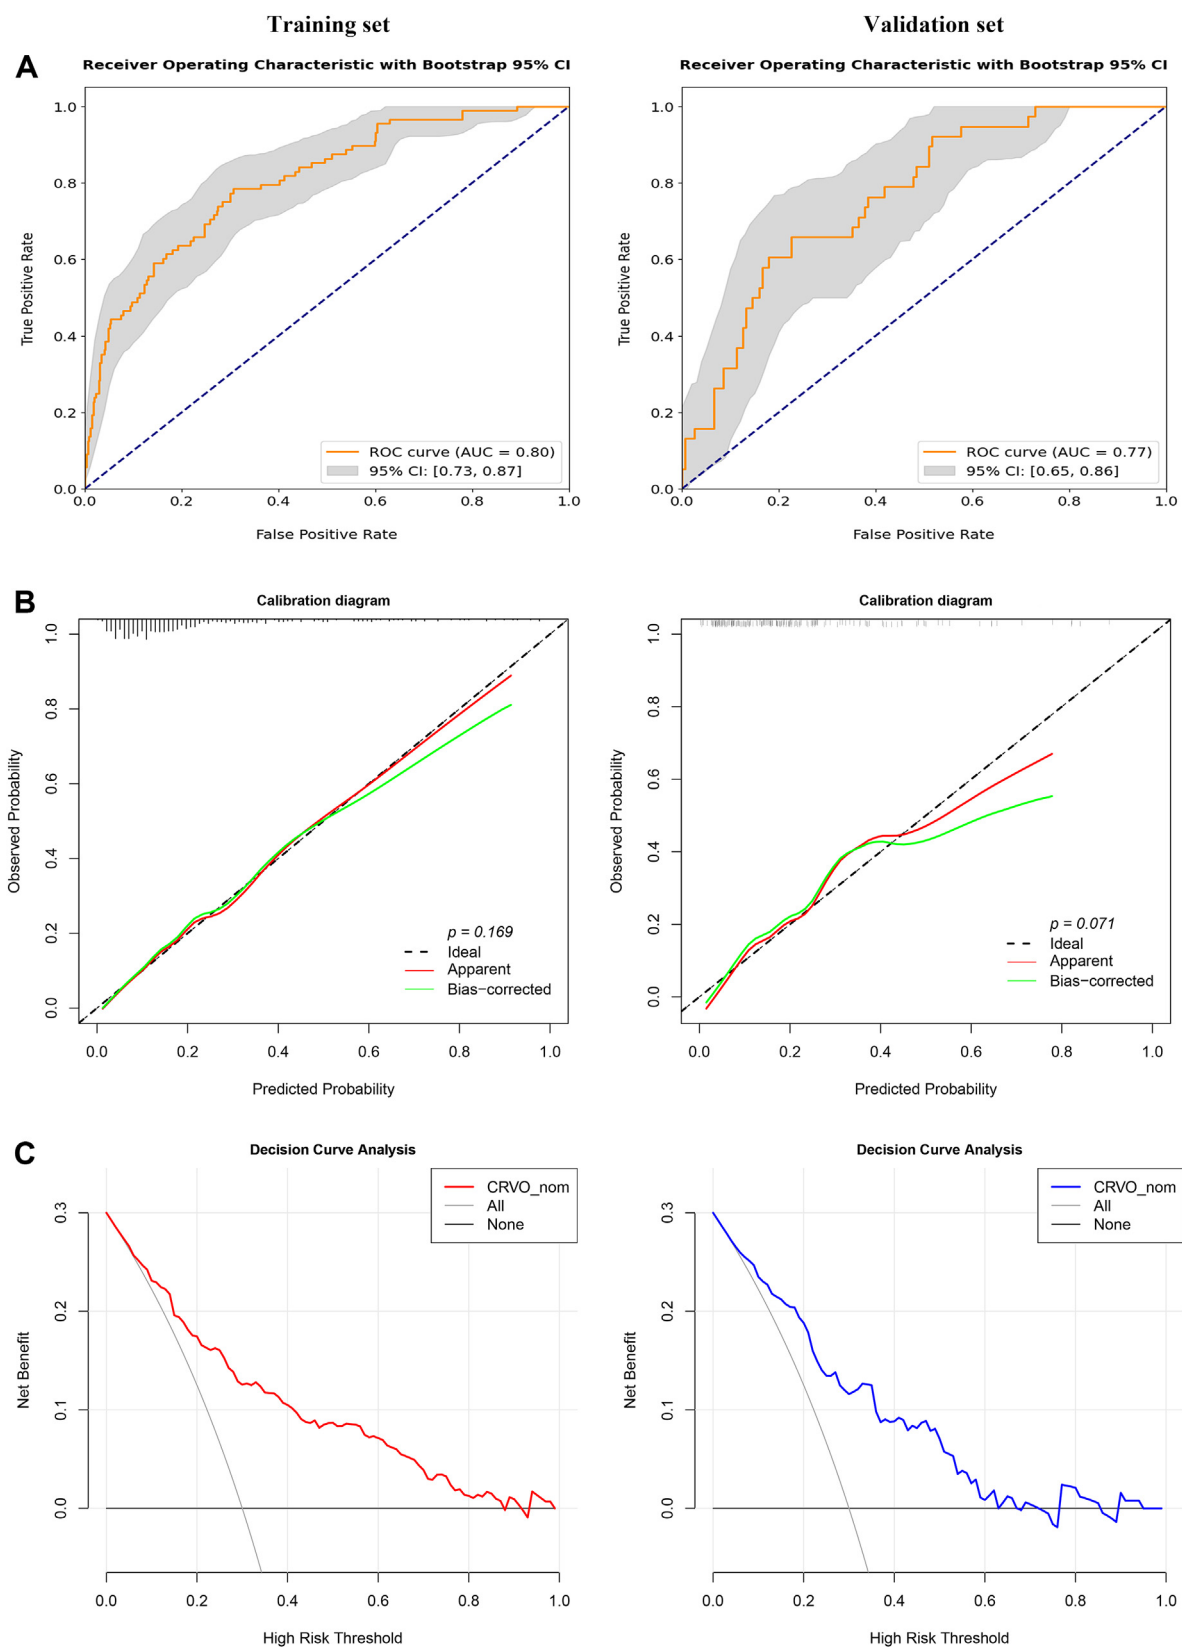 Training set
Validation set
A
Receiver Operating Characteristic with Bootstrap 95% CI
1.0
0.8
0.6
0.4
0.2
0.0
True Positive Rate
ROC curve (AUC = 0.80)
95% CI: [0.73, 0.87]
0.0 0.2 0.4 0.6 0.8 1.0
False Positive Rate
Receiver Operating Characteristic with Bootstrap 95% CI
1.0
0.8
0.6
0.4
0.2
0.0
True Positive Rate
ROC curve (AUC = 0.77)
95% CI: [0.65, 0.86]
0.0 0.2 0.4 0.6 0.8 1.0
False Positive Rate
B
Calibration diagram
1.0
0.8
0.6
0.4
0.2
0.0
Observed Probability
p = 0.169
Ideal
Apparent
Bias−corrected
0.0 0.2 0.4 0.6 0.8 1.0
Predicted Probability
Calibration diagram
1.0
0.8
0.6
0.4
0.2
0.0
Observed Probability
p = 0.071
Ideal
Apparent
Bias−corrected
0.0 0.2 0.4 0.6 0.8 1.0
Predicted Probability
C
Decision Curve Analysis
CRVO_nom
All
None
0.3
0.2
0.1
0.0
Net Benefit
0.0 0.2 0.4 0.6 0.8 1.0
High Risk Threshold
Decision Curve Analysis
CRVO_nom
All
None
0.3
0.2
0.1
0.0
Net Benefit
0.0 0.2 0.4 0.6 0.8 1.0
High Risk Threshold